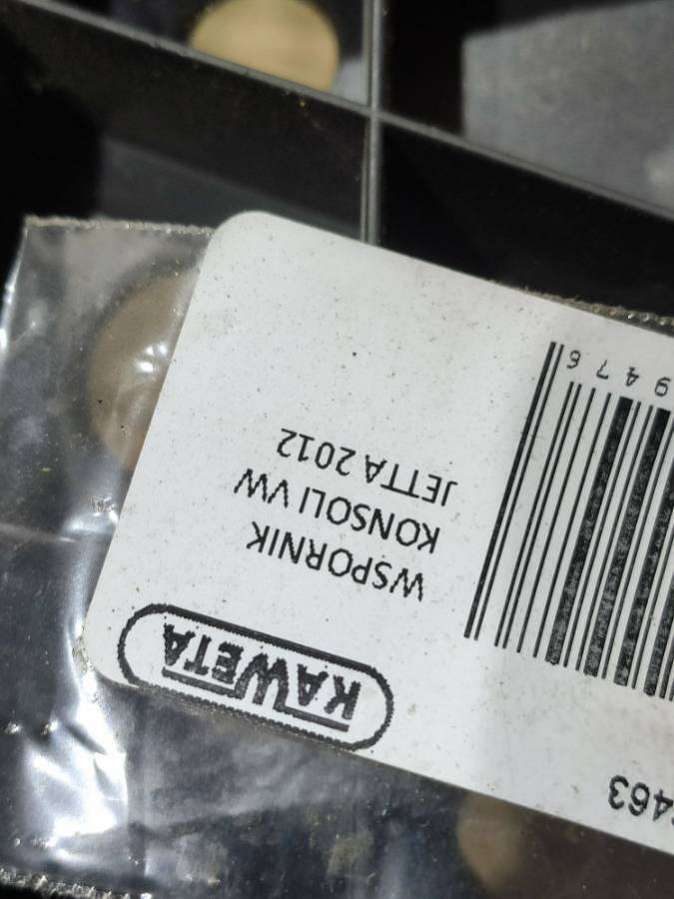 KAWETA
WSPORNIK
KONSOLI VW
JETTA 2012
463
9476